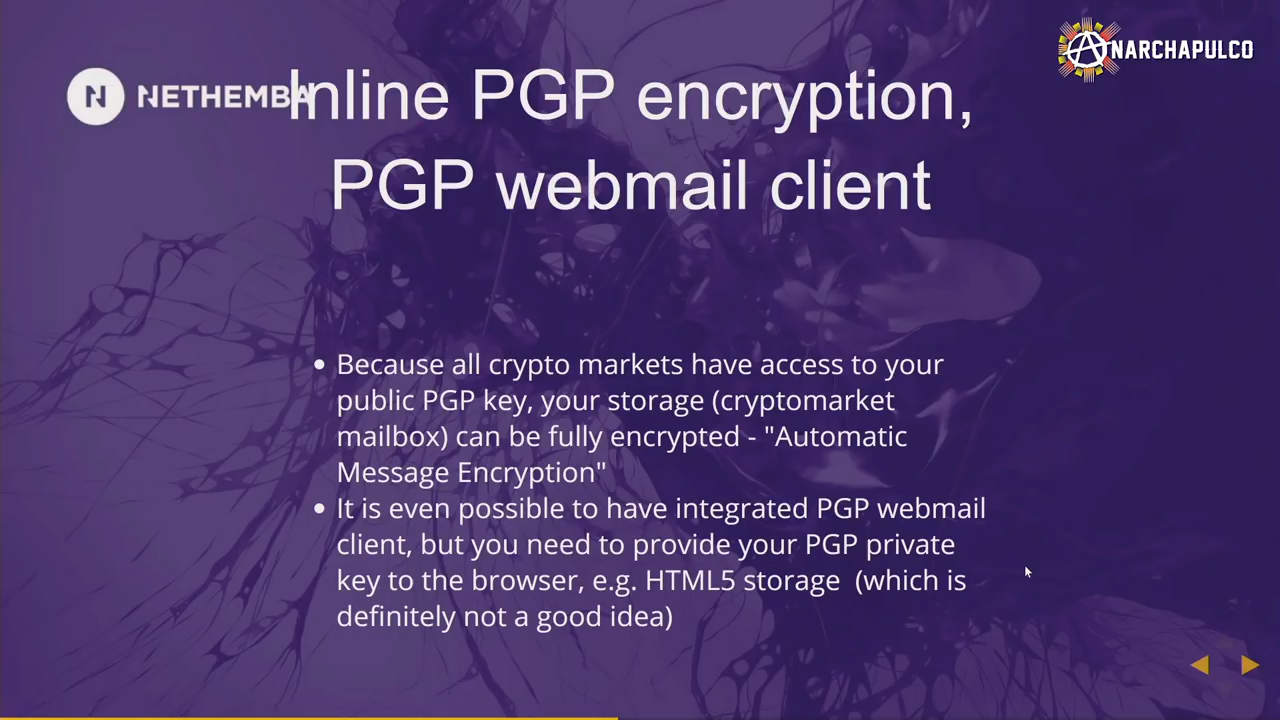 ANARCHAPULCO
NETHEMBA
Inline PGP encryption,
PGP webmail client
Because all crypto markets have access to your
public PGP key, your storage (cryptomarket
mailbox) can be fully encrypted - "Automatic
Message Encryption"
It is even possible to have integrated PGP webmail
client, but you need to provide your PGP private
key to the browser, e.g. HTML5 storage (which is
definitely not a good idea)